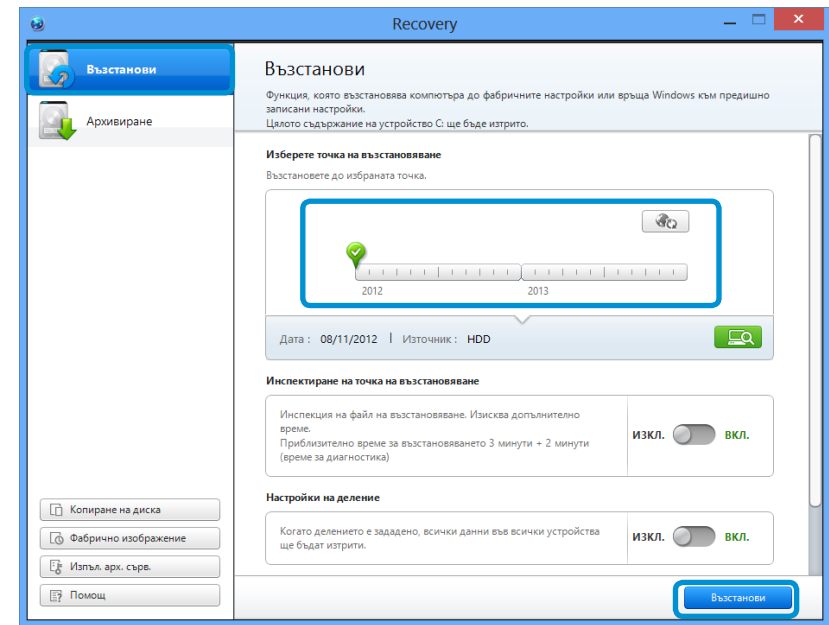 Recovery
Възстанови
Архивиране
Възстанови
Функция, която възстановява компютъра до фабричните настройки или връща Windows към предишно
записани настройки.
Цялото съдържание на устройство C: ще бъде изтрито.
Изберете точка на възстановяване
Възстановете до избраната точка.
2012 2013
Дата : 08/11/2012 | Източник : HDD
Инспектиране на точка на възстановяване
Инспекция на файл на възстановяване. Изисква допълнително
време.
Приблизително време за възстановяването 3 минути + 2 минути
(време за диагностика)
ИЗКЛ. ВКЛ.
Настройки на деление
Когато делението е зададено, всички данни във всички устройства
ще бъдат изтрити.
ИЗКЛ. ВКЛ.
Копиране на диска
Фабрично изображение
Изпъл. арх. сърв.
Помощ
Възстанови